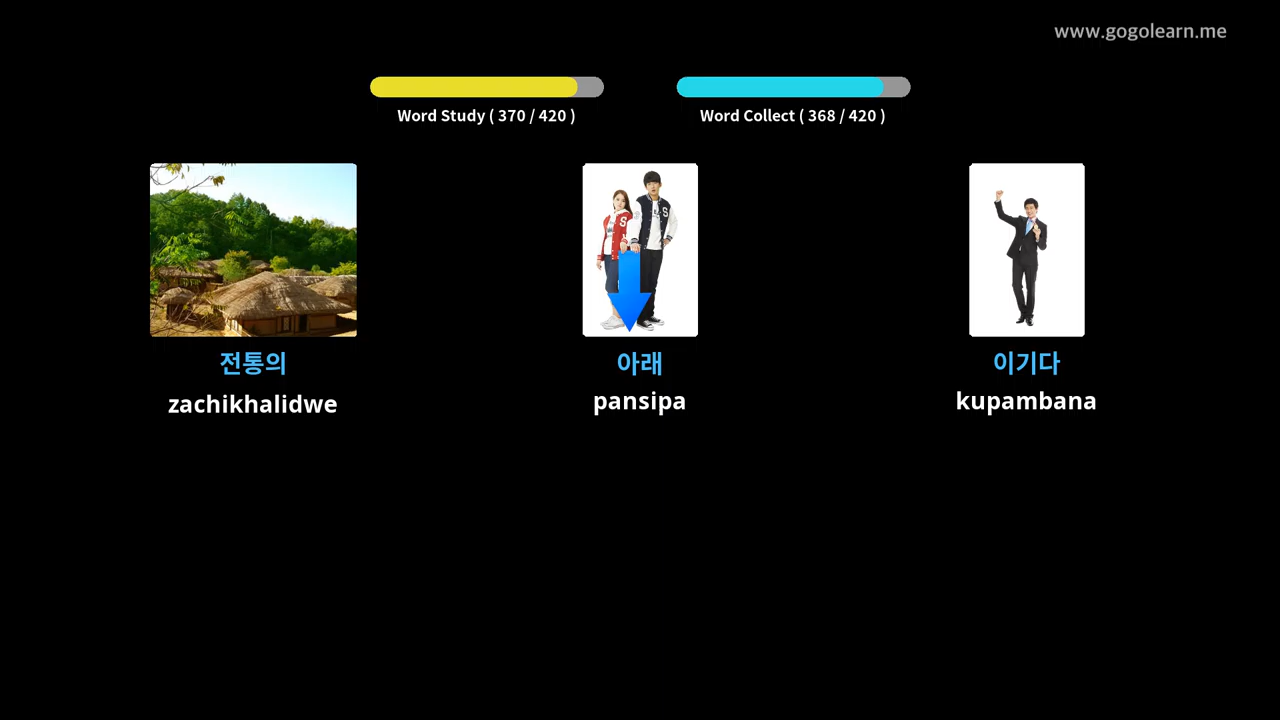 www.gogolearn.me
Word Study ( 370 / 420 )
Word Collect ( 368 / 420 )
전통의
아래
이기다
zachikhalidwe
pansipa
kupambana